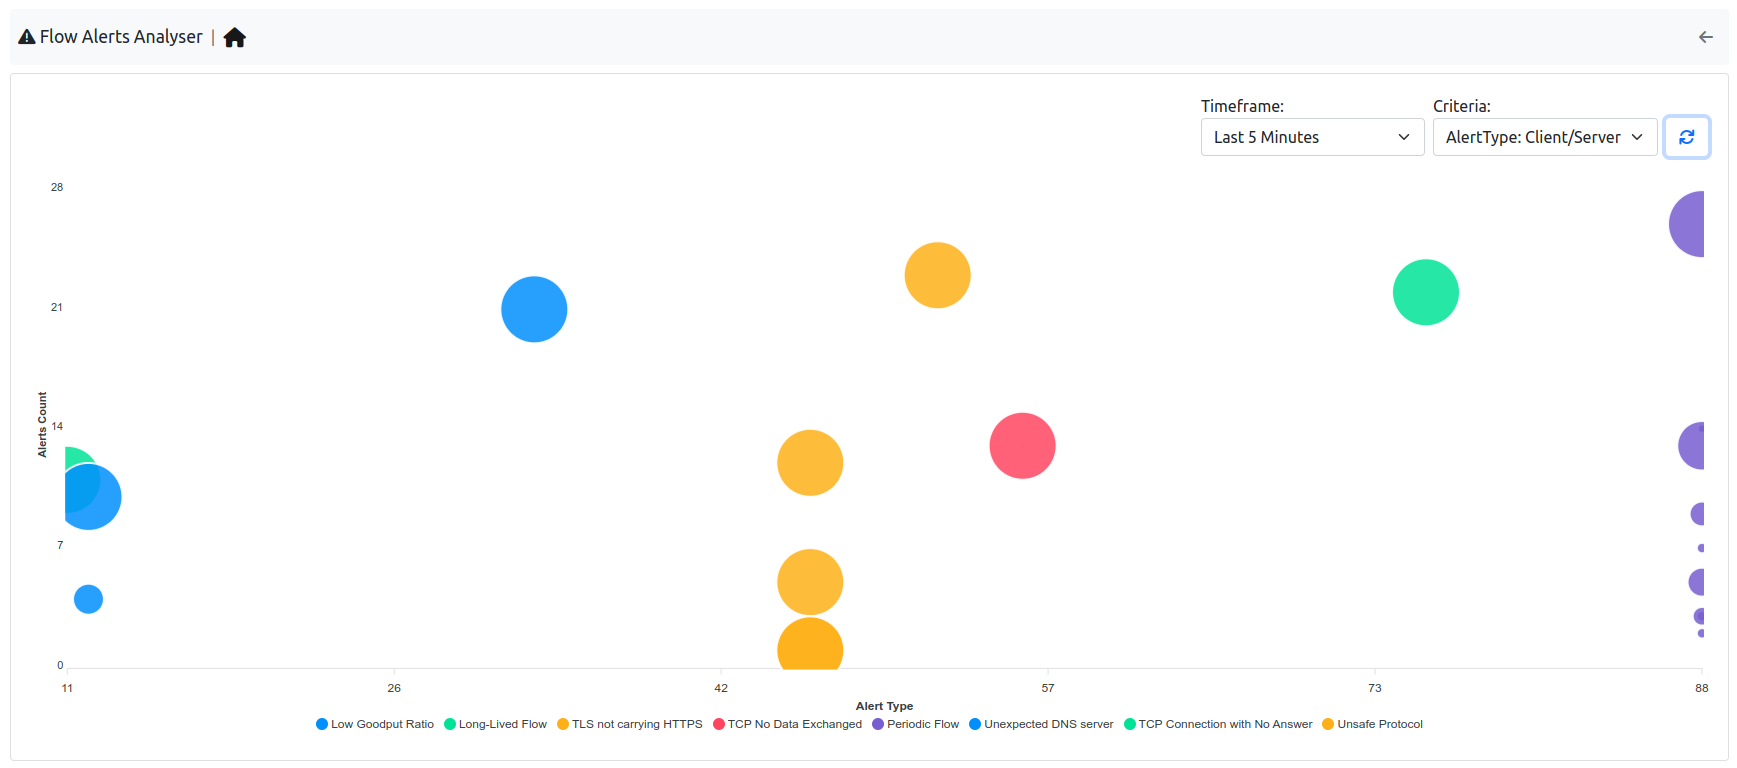 Flow Alerts Analyser |
Timeframe:
Criteria:
Last 5 Minutes
AlertType: Client/Server
28
21
14
7
0
Alerts Count
11
26
42
57
73
88
Alert Type
Low Goodput Ratio
Long-Lived Flow
TLS not carrying HTTPS
TCP No Data Exchanged
Periodic Flow
Unexpected DNS server
TCP Connection with No Answer
Unsafe Protocol